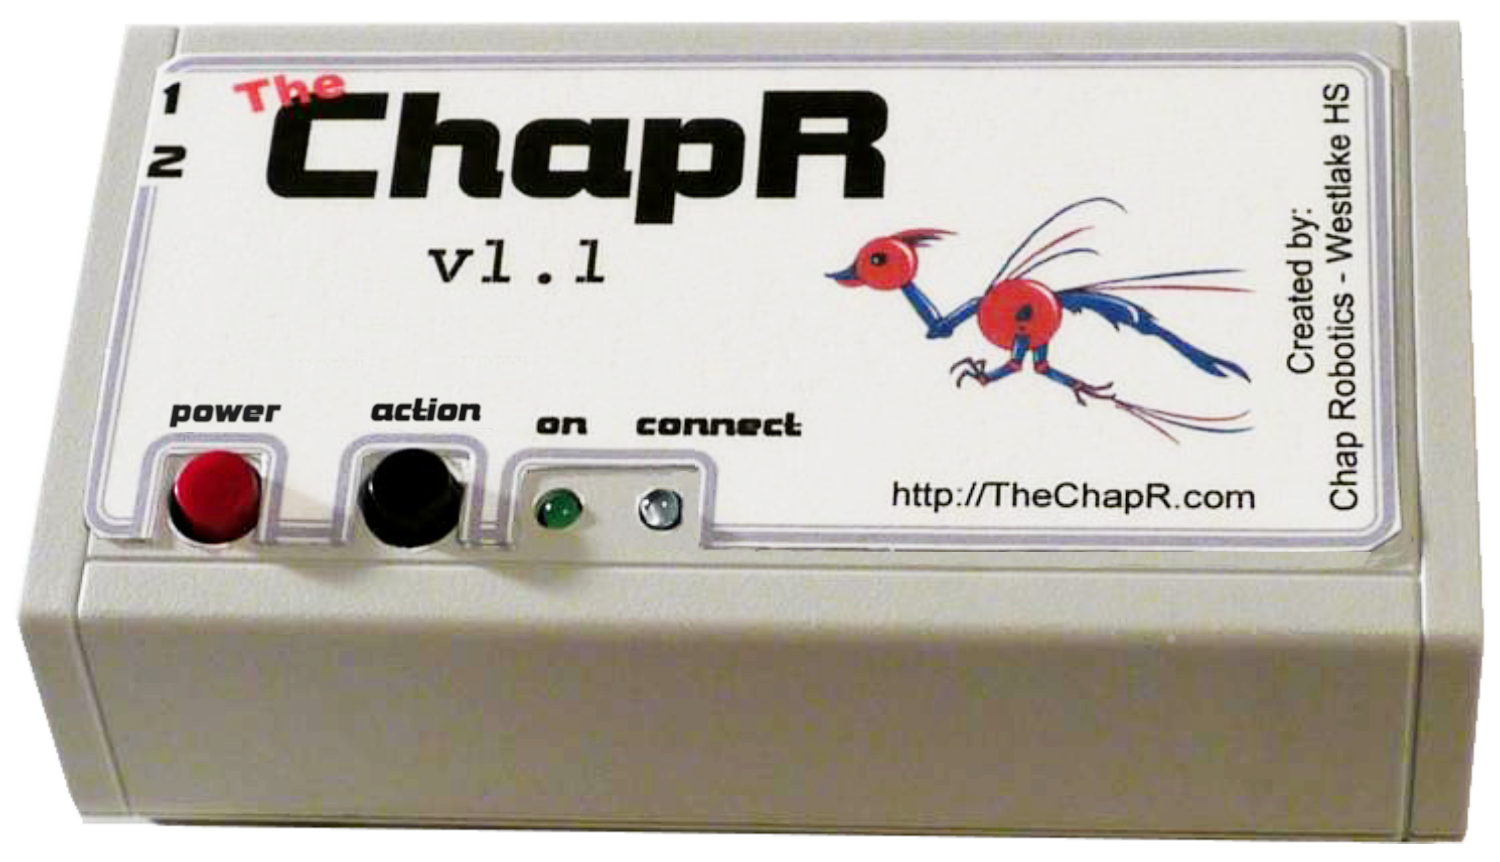 1
2
The
ChapR
v1.1
power
action
on
connect
http://TheChapR.com
Created by:
Chap Robotics - Westlake HS